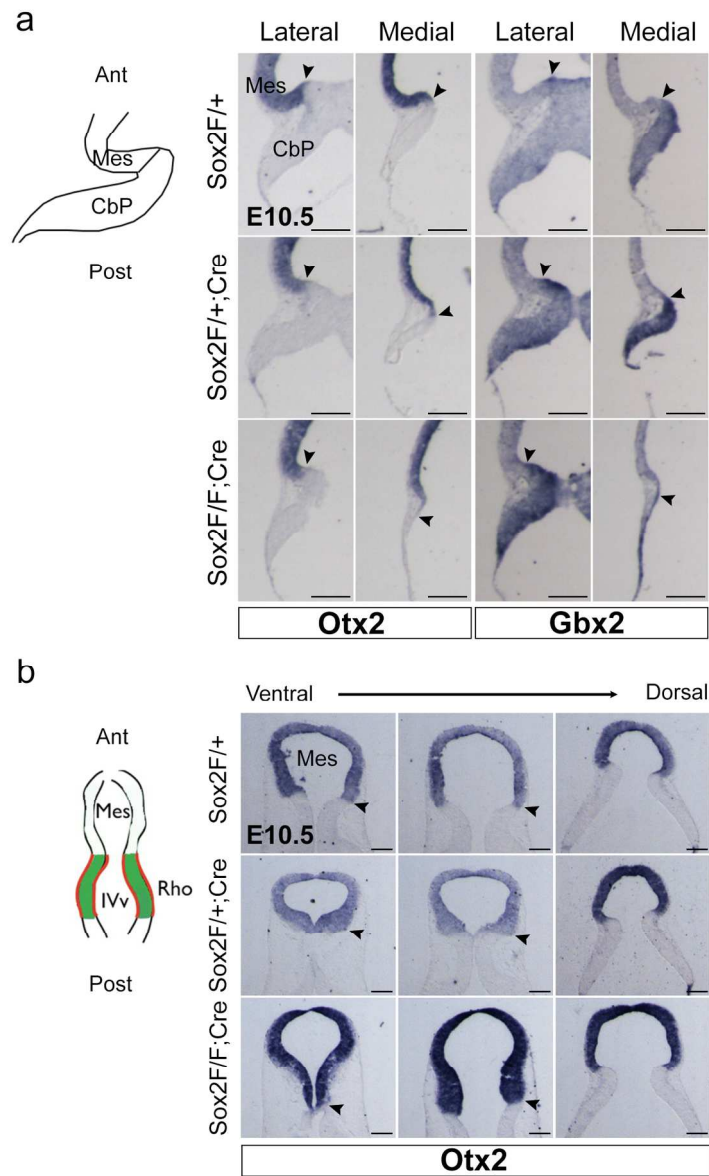 a
Lateral Medial Lateral Medial
Ant
Mes
CbP
Post
Sox2F/+
Mes
CbP
E10.5
Sox2F/+;Cre
Sox2F/F;Cre
Otx2
Gbx2
b
Ventral Dorsal
Ant
Mes
IVv
Rho
Post
Sox2F/+
Mes
E10.5
Sox2F/+;Cre
Sox2F/F;Cre
Otx2